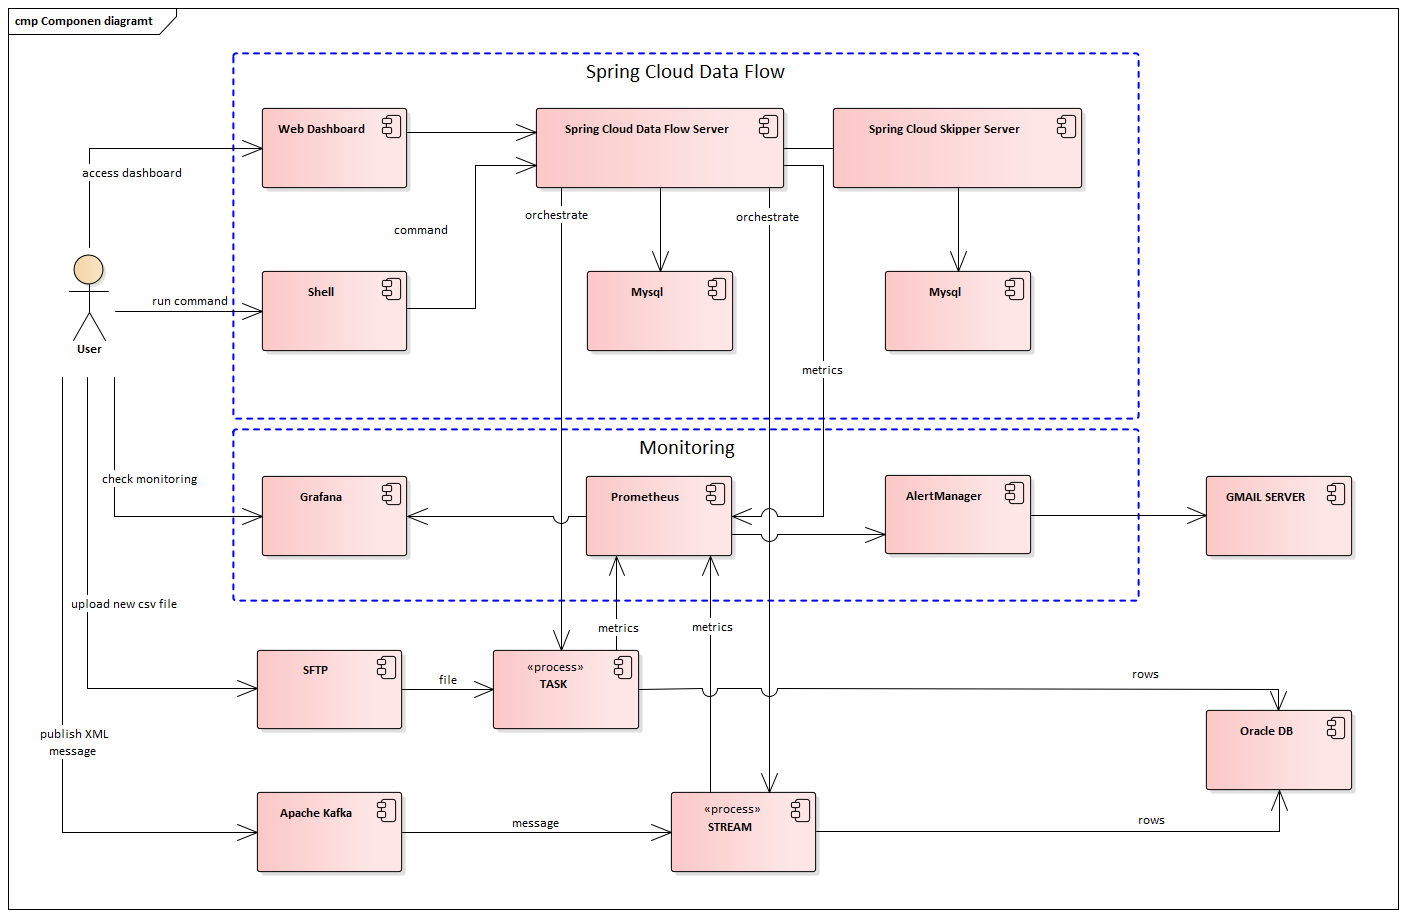 cmp Componen diagramt
Spring Cloud Data Flow
Web Dashboard
Spring Cloud Data Flow Server
Spring Cloud Skipper Server
access dashboard
orchestrate
orchestrate
command
run command
Shell
Mysql
Mysql
User
metrics
Monitoring
check monitoring
Grafana
Prometheus
AlertManager
GMAIL SERVER
upload new csv file
metrics
metrics
SFTP
file
«process»
TASK
rows
publish XML
message
Oracle DB
Apache Kafka
message
«process»
STREAM
rows